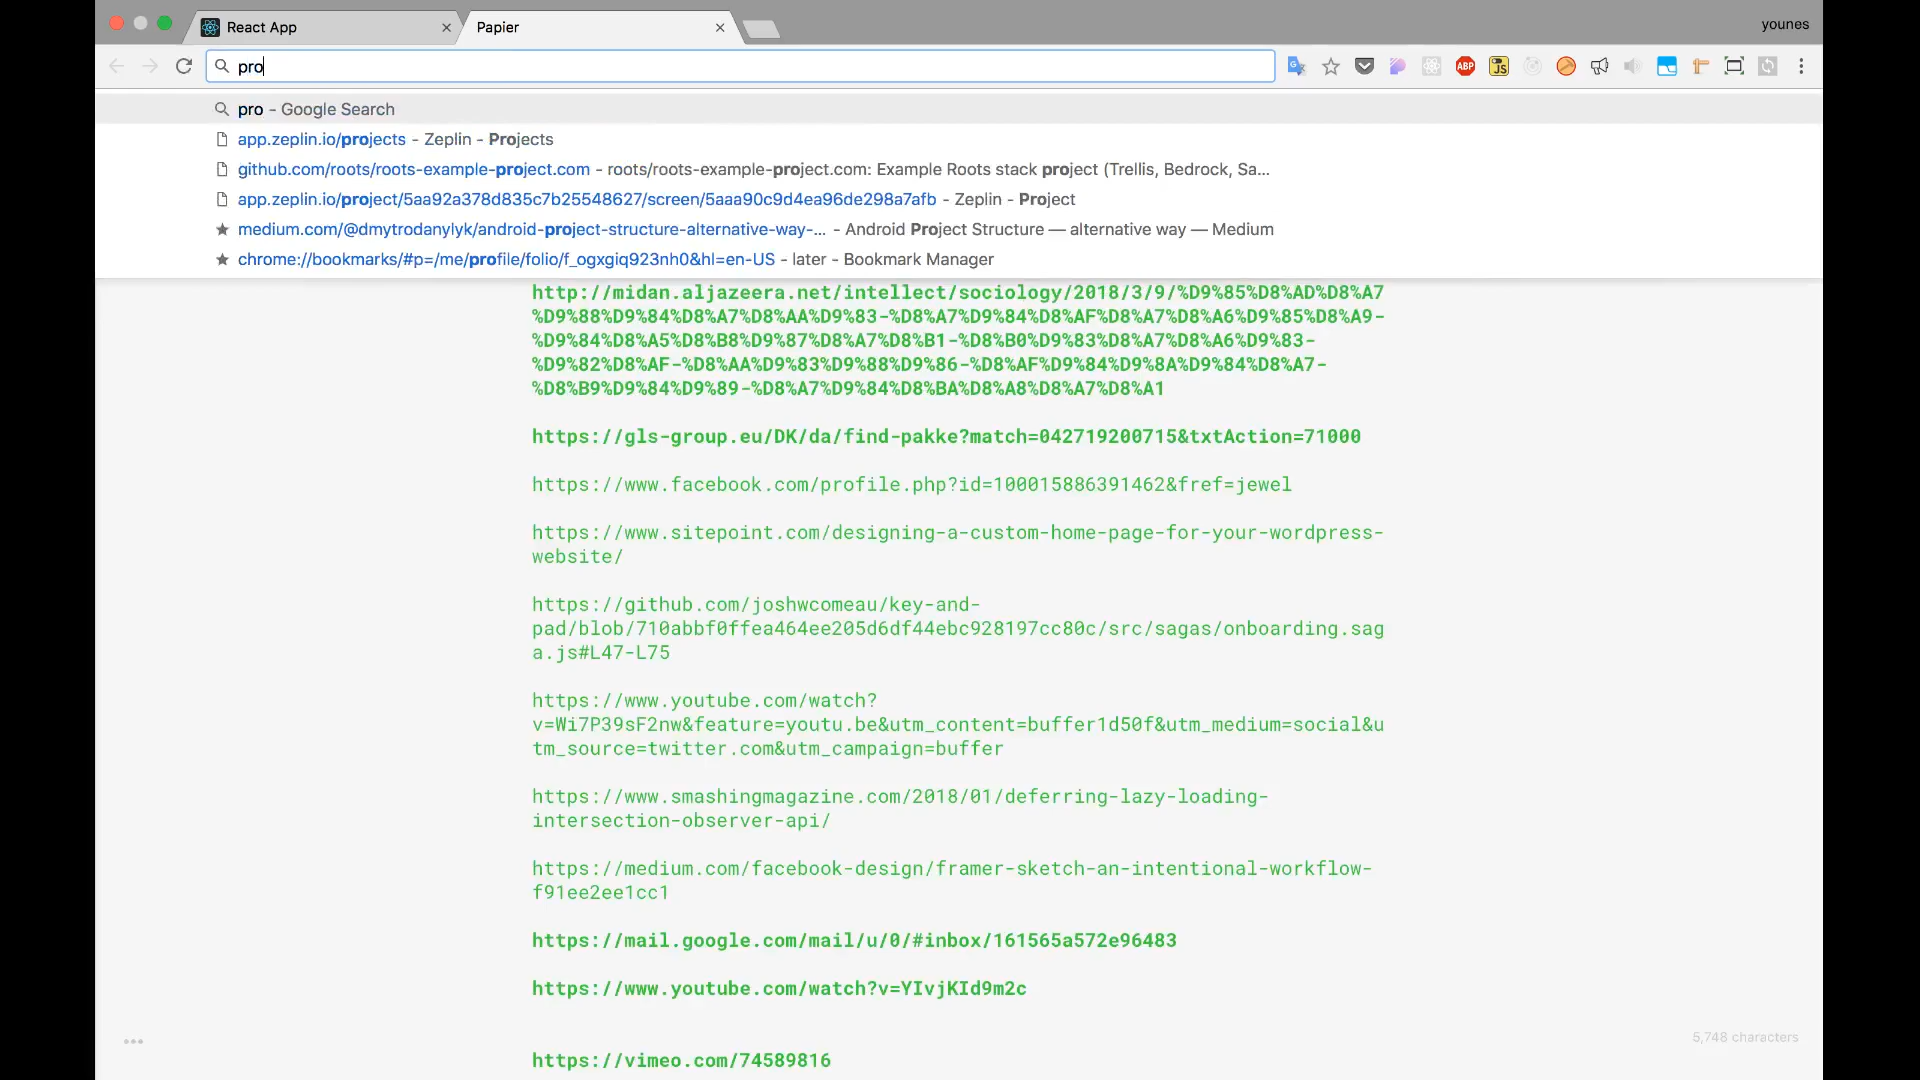 React App
Papier
younes
pro
pro - Google Search
app.zeplin.io/projects - Zeplin - Projects
github.com/roots/roots-example-project.com - roots/roots-example-project.com: Example Roots stack project (Trellis, Bedrock, Sa...
app.zeplin.io/project/5aa92a378d835c7b25548627/screen/5aaa90c9d4ea96de298a7afb - Zeplin - Project
medium.com/@dmytrodanylyk/android-project-structure-alternative-way-... - Android Project Structure — alternative way — Medium
chrome://bookmarks/#p=/me/profile/folio/f_ogxgiq923nh0&hl=en-US - later - Bookmark Manager
http://midan.aljazeera.net/intellect/sociology/2018/3/9/%D9%85%D8%AD%D8%A7
%D9%88%D9%84%D8%A7%D8%AA%D9%83-%D8%A7%D9%84%D8%AF%D8%A7%D8%A6%D9%85%D8%A9-
%D9%84%D8%A5%D8%B8%D9%87%D8%A7%D8%B1-%D8%B0%D9%83%D8%A7%D8%A6%D9%83-
%D9%82%D8%AF-%D8%AA%D9%83%D9%88%D9%86-%D8%AF%D9%84%D9%8A%D9%84%D8%A7-
%D8%B9%D9%84%D9%89-%D8%A7%D9%84%D8%BA%D8%A8%D8%A7%D8%A1
https://gls-group.eu/DK/da/find-pakke?match=042719200715&txtAction=71000
https://www.facebook.com/profile.php?id=100015886391462&fref=jewel
https://www.sitepoint.com/designing-a-custom-home-page-for-your-wordpress-
website/
https://github.com/joshwcomeau/key-and-
pad/blob/710abbf0ffea464ee205d6df44ebc928197cc80c/src/sagas/onboarding.sag
a.js#L47-L75
https://www.youtube.com/watch?
v=Wi7P39sF2nw&feature=youtu.be&utm_content=buffer1d50f&utm_medium=social&u
tm_source=twitter.com&utm_campaign=buffer
https://www.smashingmagazine.com/2018/01/deferring-lazy-loading-
intersection-observer-api/
https://medium.com/facebook-design/framer-sketch-an-intentional-workflow-
f91ee2ee1cc1
https://mail.google.com/mail/u/0/#inbox/161565a572e96483
https://www.youtube.com/watch?v=YIvjKId9m2c
5,748 characters
https://vimeo.com/74589816